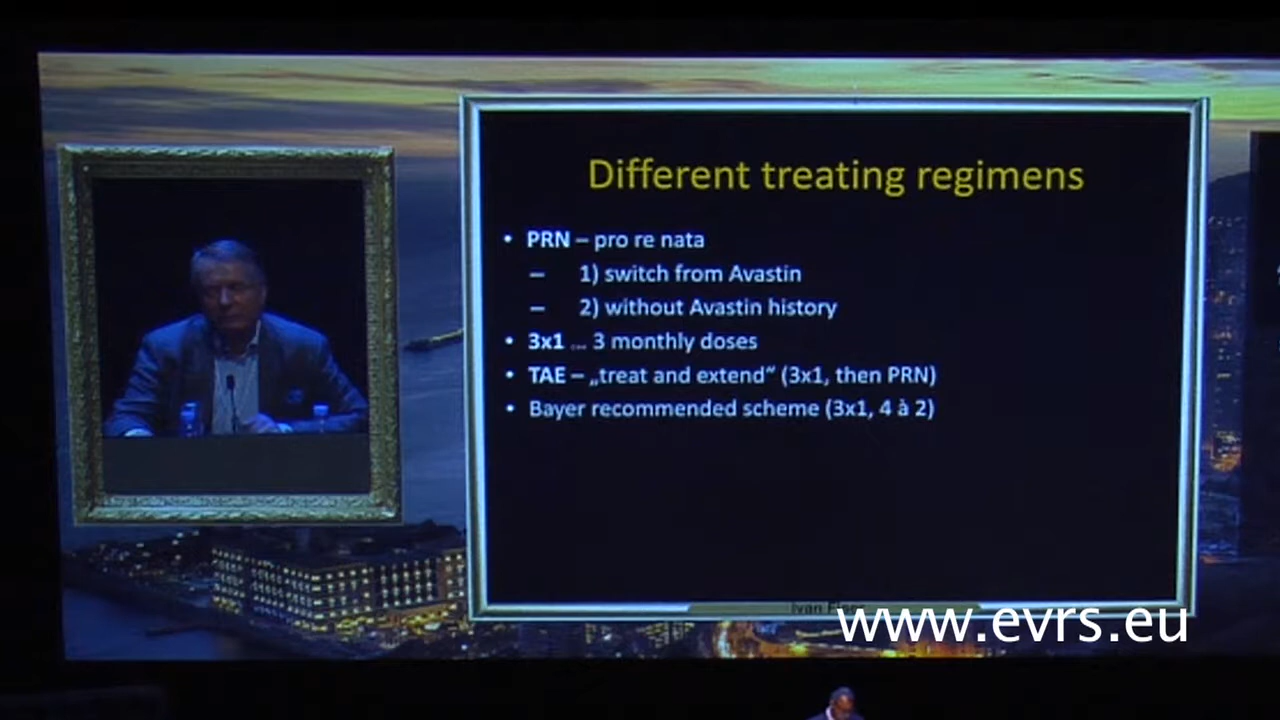 Different treating regimens
• PRN – pro re nata
– 1) switch from Avastin
– 2) without Avastin history
• 3x1 ... 3 monthly doses
• TAE – „treat and extend“ (3x1, then PRN)
• Bayer recommended scheme (3x1, 4 à 2)
Ivan
www.evrs.eu